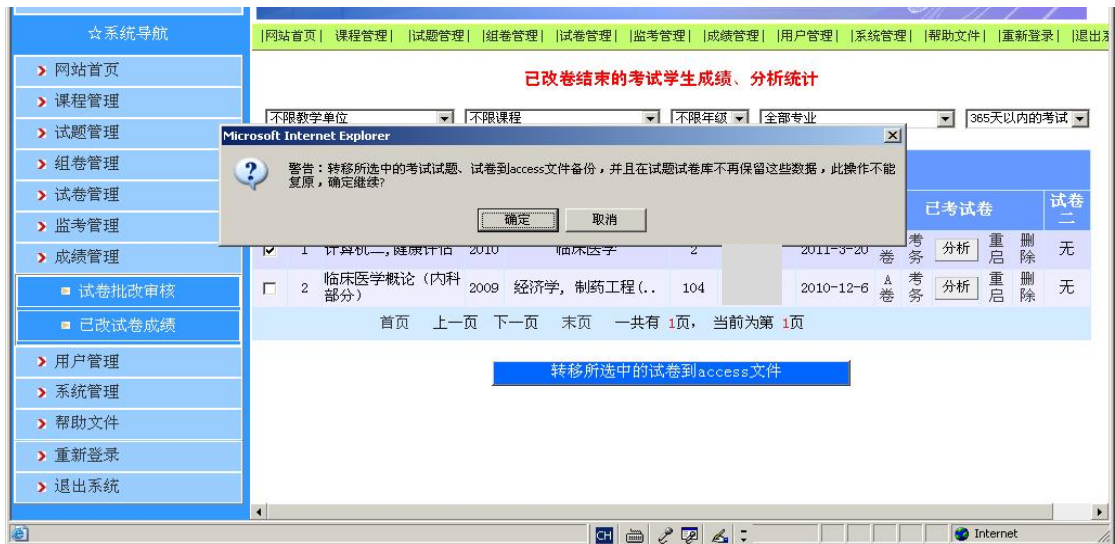 ☆系统导航
|网站首页| 课程管理| |试题管理| |组卷管理| |试卷管理| |监考管理| |成绩管理| |用户管理| |系统管理| |帮助文件| |重新登录| |退出
网站首页
课程管理
试题管理
组卷管理
试卷管理
监考管理
成绩管理
试卷批改审核
已改试卷成绩
用户管理
系统管理
帮助文件
重新登录
退出系统
已改卷结束的考试学生成绩、分析统计
不限教学单位 不限课程 不限年级 全部专业 365天以内的考试
Microsoft Internet Explorer
警告:转移所选中的考试试题、试卷到access文件备份,并且在试题试卷库不再保留这些数据,此操作不能
复原,确定继续?
确定 取消
已考试卷 试卷二
1 计算机二,健康评估 2010 临床医学 2 2011-3-20 卷 考务 分析 重启 删除 无
2 临床医学概论(内科部分) 2009 经济学, 制药工程(.. 104 2010-12-6 A卷 考务 分析 重启 删除 无
首页 上一页 下一页 末页 一共有 1页, 当前为第 1页
转移所选中的试卷到access文件
CH
Internet